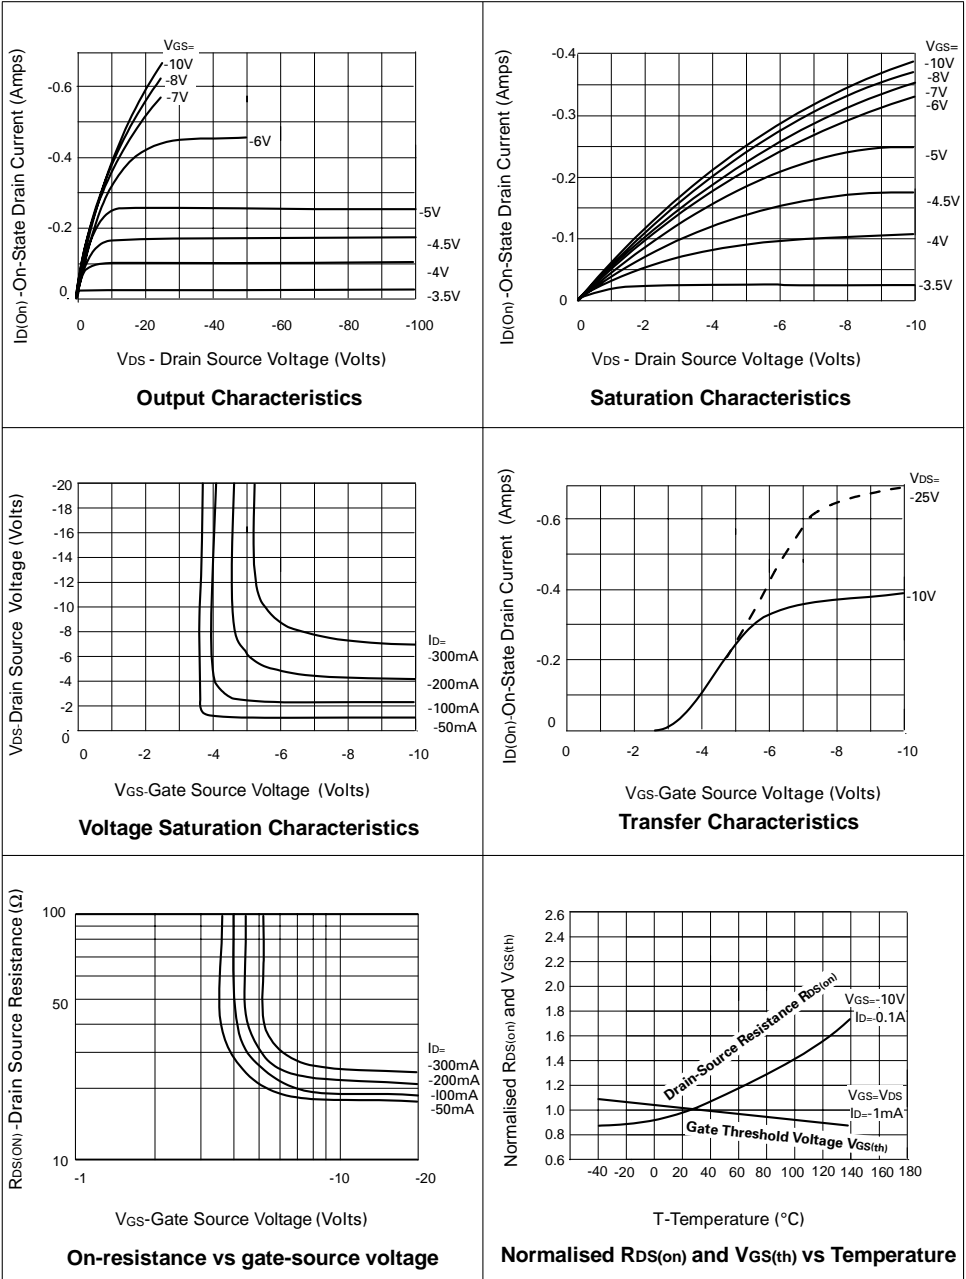 ID(On) -On-State Drain Current (Amps)
VGS=
-10V
-8V
-7V
-6V
-5V
-4.5V
-4V
-3.5V
-0.6
-0.4
-0.2
0
0 -20 -40 -60 -80 -100
VDS - Drain Source Voltage (Volts)
Output Characteristics
ID(On) -On-State Drain Current (Amps)
VGS=
-10V
-8V
-7V
-6V
-5V
-4.5V
-4V
-3.5V
-0.4
-0.3
-0.2
-0.1
0
0 -2 -4 -6 -8 -10
VDS - Drain Source Voltage (Volts)
Saturation Characteristics
VDS-Drain Source Voltage (Volts)
-20
-18
-16
-14
-12
-10
-8
-6
-4
-2
0
ID=
-300mA
-200mA
-100mA
-50mA
0 -2 -4 -6 -8 -10
VGS-Gate Source Voltage (Volts)
Voltage Saturation Characteristics
ID(On)-On-State Drain Current (Amps)
VDS=
-25V
-10V
-0.6
-0.4
-0.2
0
0 -2 -4 -6 -8 -10
VGS-Gate Source Voltage (Volts)
Transfer Characteristics
RDS(ON) -Drain Source Resistance (Ω)
100
50
10
ID=
-300mA
-200mA
-100mA
-50mA
-1 -10 -20
VGS-Gate Source Voltage (Volts)
On-resistance vs gate-source voltage
Normalised RDS(on) and VGS(th)
2.6
2.4
2.2
2.0
1.8
1.6
1.4
1.2
1.0
0.8
0.6
Drain-Source Resistance RDS(on)
VGS=-10V
ID=-0.1A
VGS=VDS
ID=-1mA
Gate Threshold Voltage VGS(th)
-40 -20 0 20 40 60 80 100 120 140 160 180
T-Temperature (°C)
Normalised RDS(on) and VGS(th) vs Temperature